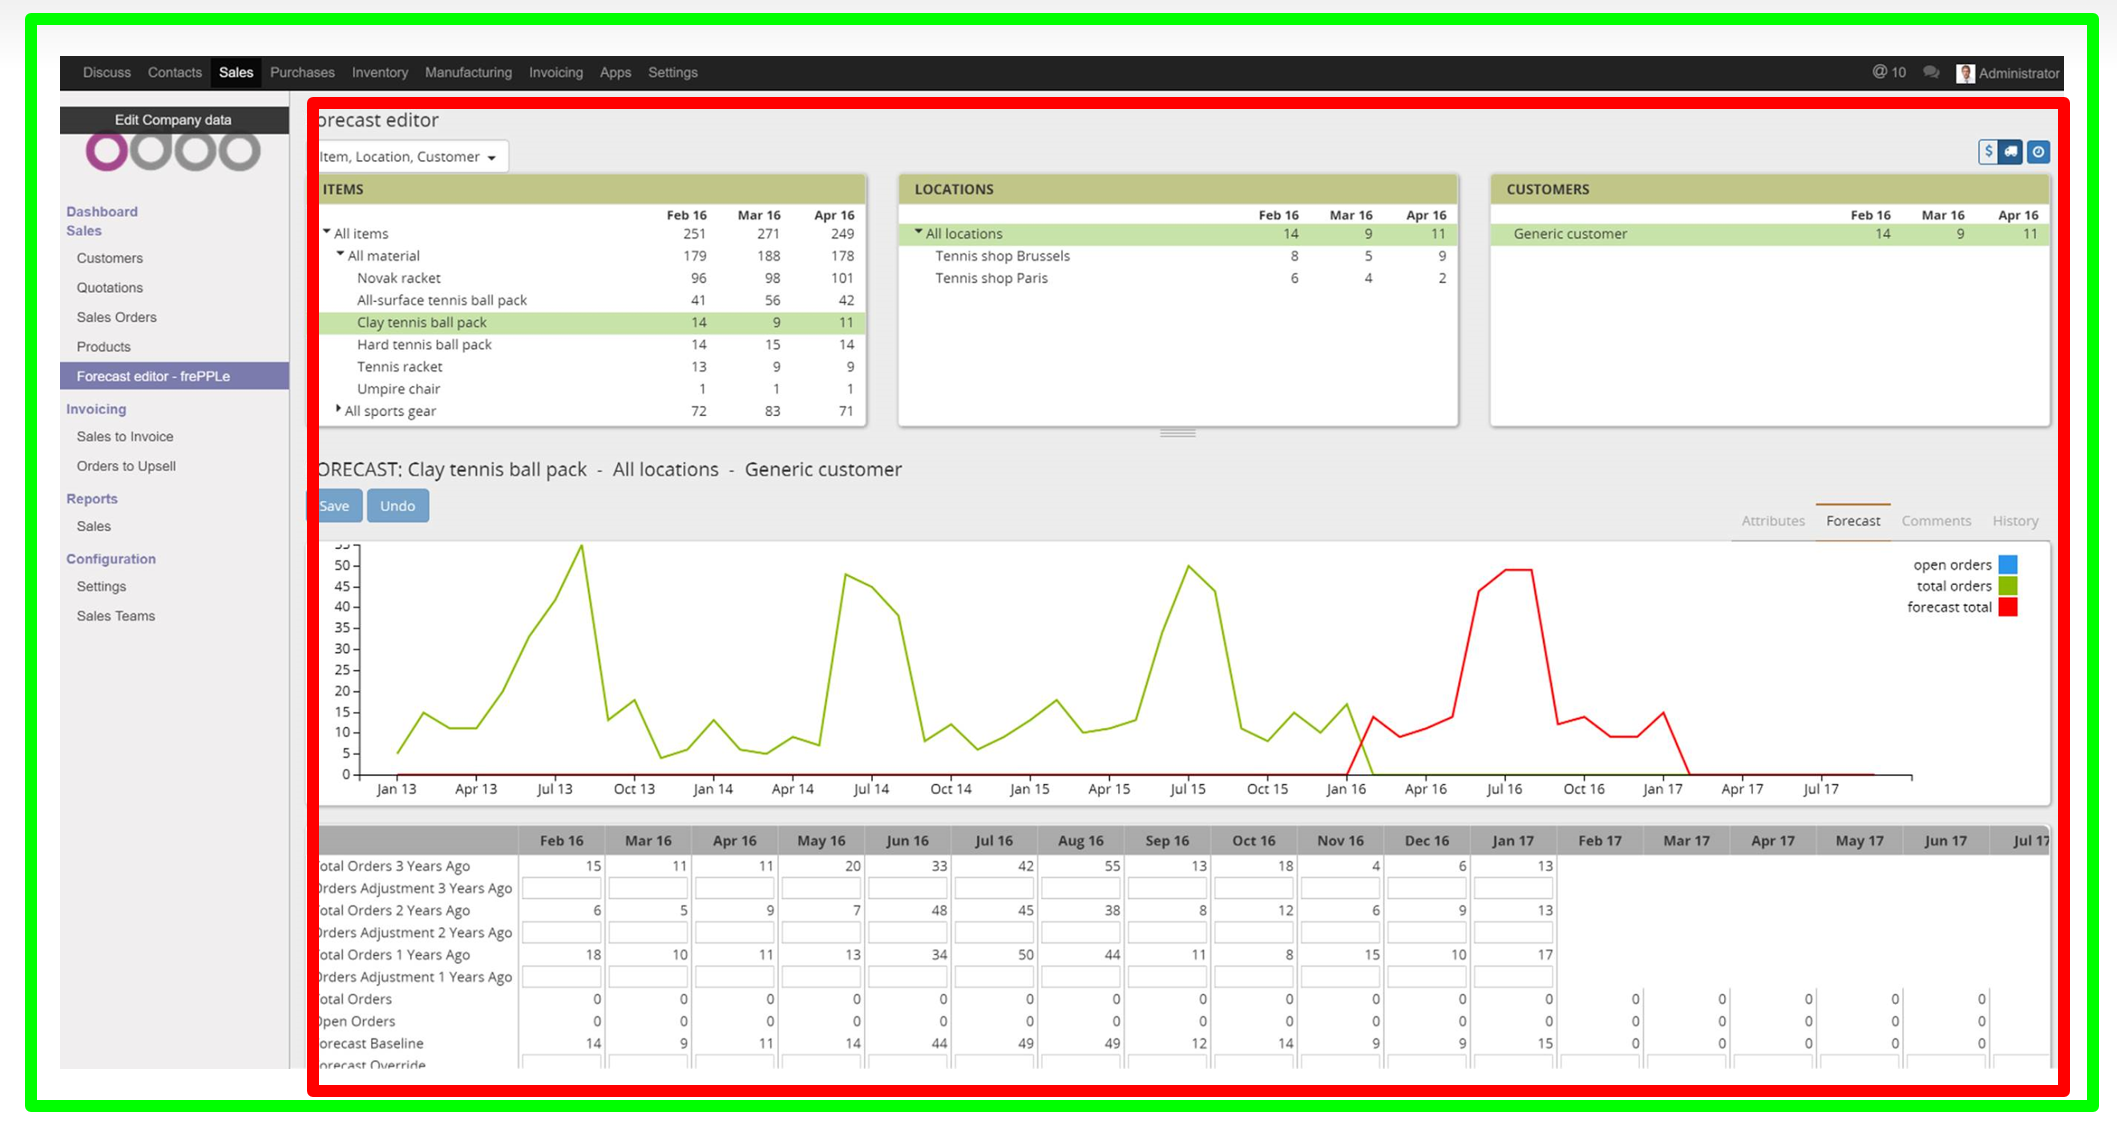 Discuss Contacts Sales Purchases Inventory Manufacturing Invoicing Apps Settings @ 10 Administrator
Edit Company data
odoo
Dashboard
Sales
Customers
Quotations
Sales Orders
Products
Forecast editor - frePPLe
Invoicing
Sales to Invoice
Orders to Upsell
Reports
Sales
Configuration
Settings
Sales Teams
orecast editor
Item, Location, Customer
$
ITEMS
Feb 16 Mar 16 Apr 16
All items 251 271 249
All material 179 188 178
Novak racket 96 98 101
All-surface tennis ball pack 41 56 42
Clay tennis ball pack 14 9 11
Hard tennis ball pack 14 15 14
Tennis racket 13 9 9
Umpire chair 1 1 1
All sports gear 72 83 71
LOCATIONS
Feb 16 Mar 16 Apr 16
All locations 14 9 11
Tennis shop Brussels 8 5 9
Tennis shop Paris 6 4 2
CUSTOMERS
Feb 16 Mar 16 Apr 16
Generic customer 14 9 11
ORECAST: Clay tennis ball pack - All locations - Generic customer
Save Undo
Attributes Forecast Comments History
50
45
40
35
30
25
20
15
10
5
0
Jan 13 Apr 13 Jul 13 Oct 13 Jan 14 Apr 14 Jul 14 Oct 14 Jan 15 Apr 15 Jul 15 Oct 15 Jan 16 Apr 16 Jul 16 Oct 16 Jan 17 Apr 17 Jul 17
open orders
total orders
forecast total
Feb 16 Mar 16 Apr 16 May 16 Jun 16 Jul 16 Aug 16 Sep 16 Oct 16 Nov 16 Dec 16 Jan 17 Feb 17 Mar 17 Apr 17 May 17 Jun 17 Jul 17
otal Orders 3 Years Ago 15 11 11 20 33 42 55 13 18 4 6 13
rders Adjustment 3 Years Ago
otal Orders 2 Years Ago 6 5 9 7 48 45 38 8 12 6 9 13
rders Adjustment 2 Years Ago
otal Orders 1 Years Ago 18 10 11 13 34 50 44 11 8 15 10 17
rders Adjustment 1 Years Ago
otal Orders 0 0 0 0 0 0 0 0 0 0 0 0 0 0 0 0 0
pen Orders 0 0 0 0 0 0 0 0 0 0 0 0 0 0 0 0 0
orecast Baseline 14 9 11 14 44 49 49 12 14 9 9 15 0 0 0 0 0
orecast Override